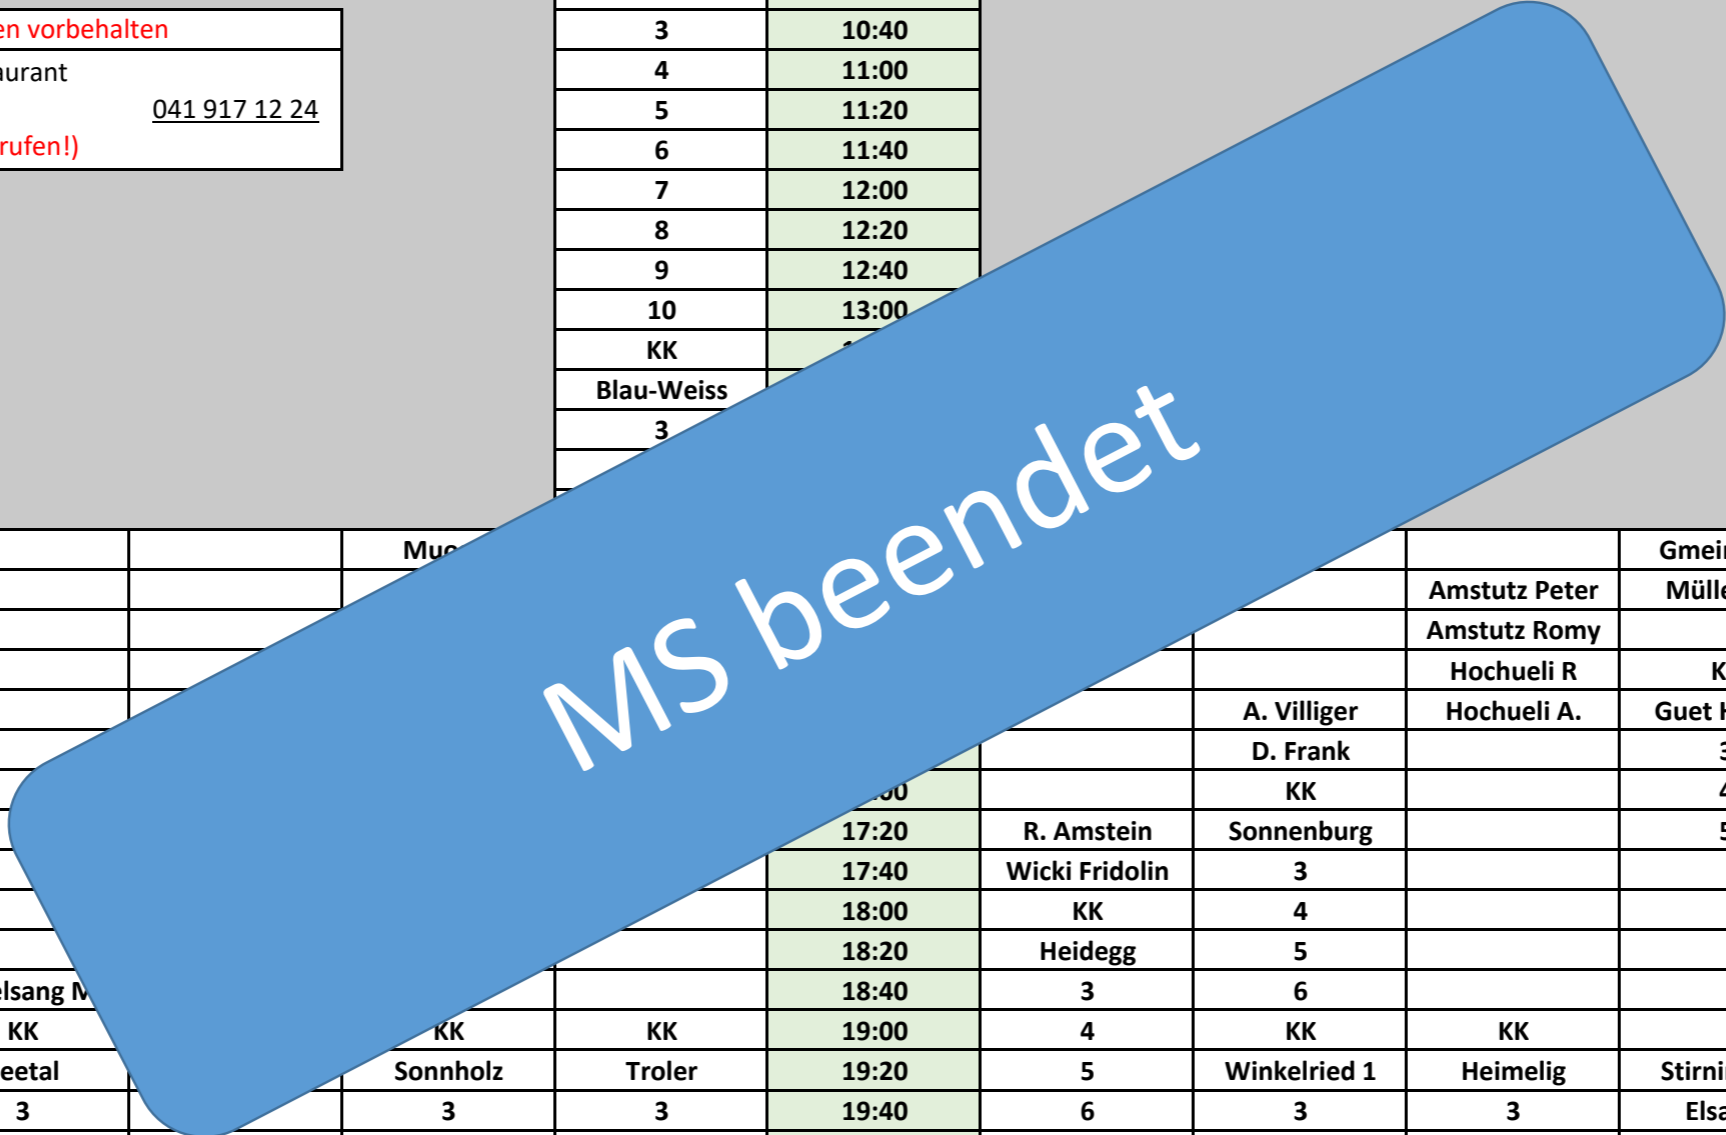 en vorbehalten 3 10:40
aurant 4 11:00
041 917 12 24 5 11:20
rufen!) 6 11:40
7 12:00
8 12:20
9 12:40
10 13:00
KK
Blau-Weiss
3
MS beendet
Amstutz Peter
Amstutz Romy
Hochueli R
A. Villiger Hochueli A. Guet
D. Frank
KK
17:20 R. Amstein Sonnenburg
17:40 Wicki Fridolin 3
18:00 KK 4
18:20 Heidegg 5
18:40 3 6
KK KK KK 19:00 4 KK KK
eetal Sonnholz Troler 19:20 5 Winkelried 1 Heimelig
3 3 3 19:40 6 3 3